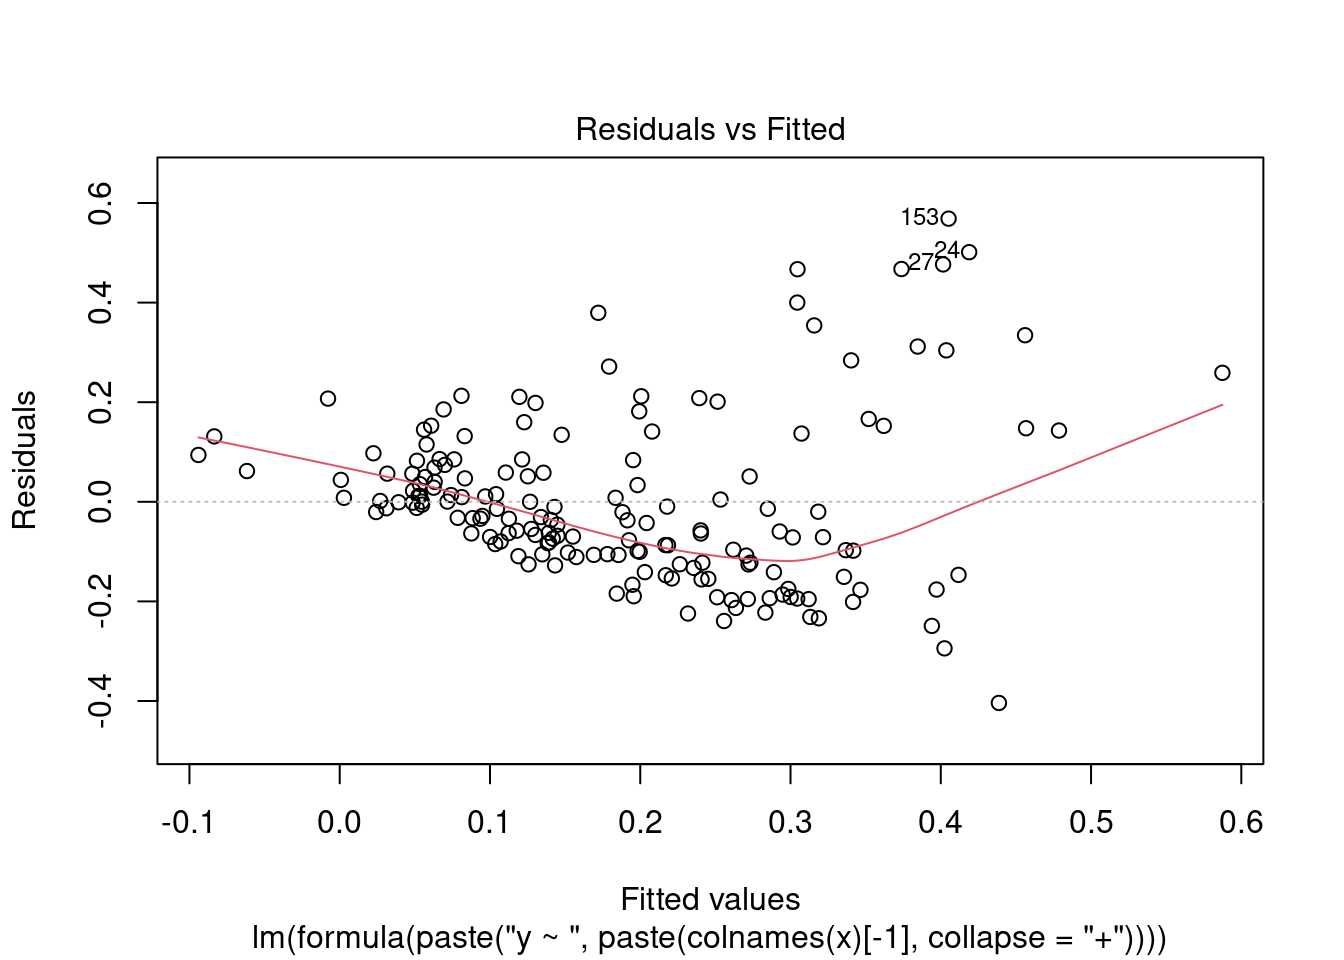 Residuals vs Fitted
Residuals
0.6
0.4
0.2
0.0
-0.2
-0.4
153
24
27
-0.1 0.0 0.1 0.2 0.3 0.4 0.5 0.6
Fitted values
lm(formula(paste("y ~ ", paste(colnames(x)[-1], collapse = "+"))))